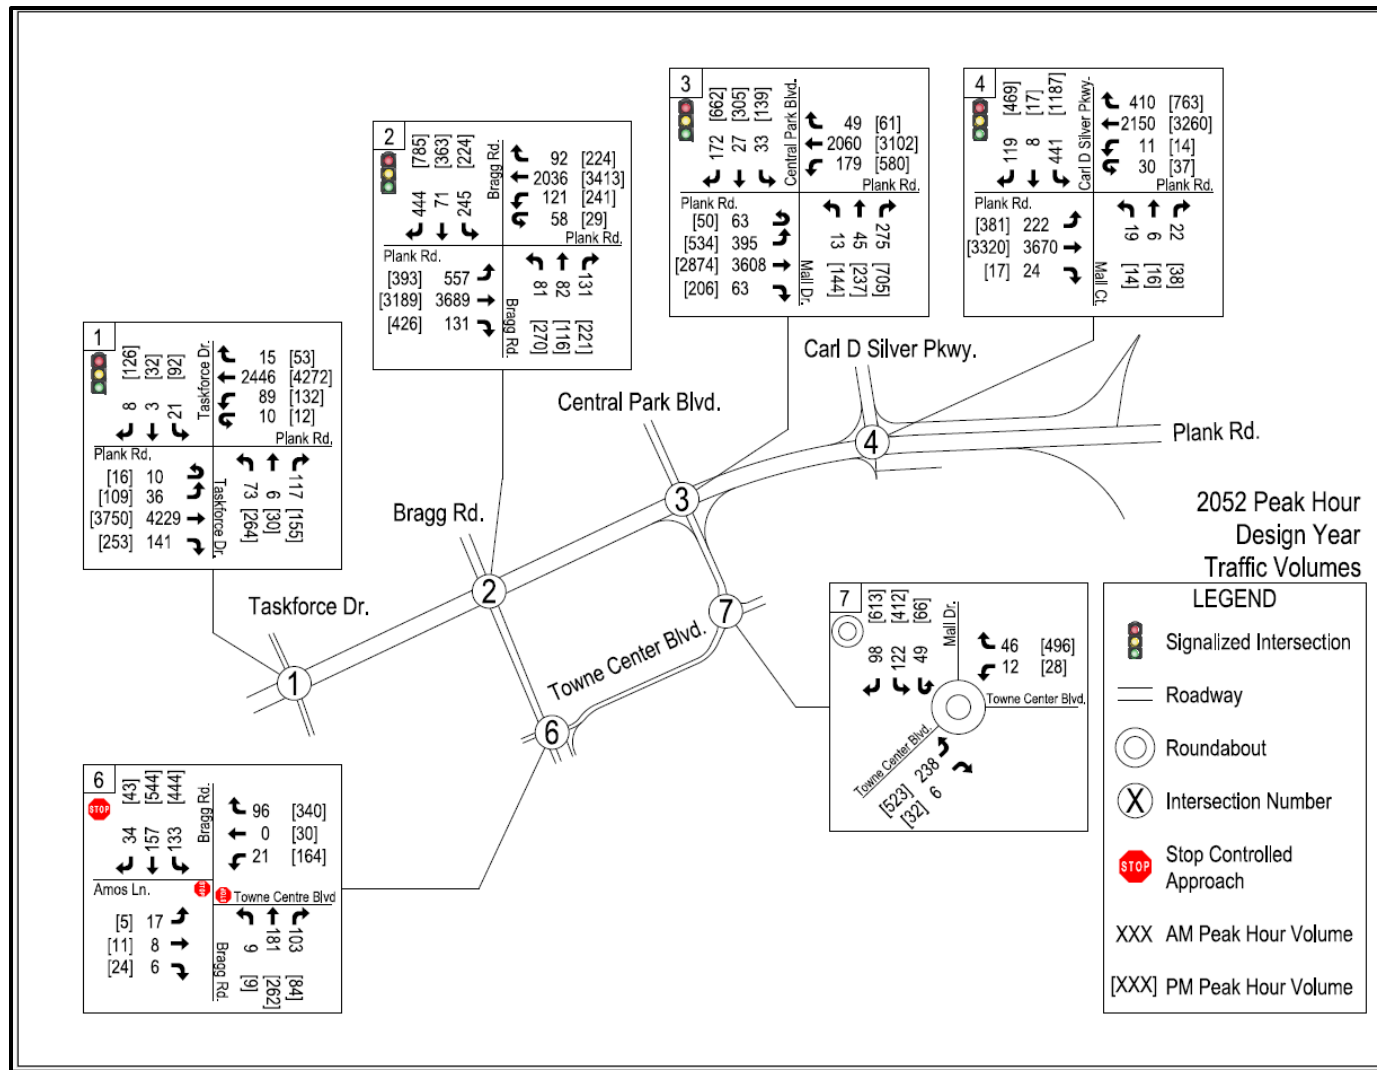 3
[662]
[305]
[139]
172
27
33
Central Park Blvd.
49 [61]
2060 [3102]
179 [580]
Plank Rd.
Plank Rd.
[50] 63
[534] 395
[2874] 3608
[206] 63
Mall Dr.
13
45
275
[144]
[237]
[705]
4
[469]
[17]
[1187]
119
8
441
Carl D Silver Pkwy.
410 [763]
2150 [3260]
11 [14]
30 [37]
Plank Rd.
Plank Rd.
[381] 222
[3320] 3670
[17] 24
Mall Ct.
19
6
22
[14]
[16]
[38]
2
[785]
[363]
[224]
444
71
245
Bragg Rd.
92 [224]
2036 [3413]
121 [241]
58 [29]
Plank Rd.
Plank Rd.
[393] 557
[3189] 3689
[426] 131
Bragg Rd.
81
82
131
[270]
[116]
[221]
1
[126]
[32]
[92]
8
3
21
Taskforce Dr.
15 [53]
2446 [4272]
89 [132]
10 [12]
Plank Rd.
Plank Rd.
[16] 10
[109] 36
[3750] 4229
[253] 141
Taskforce Dr.
73
6
117
[264]
[30]
[155]
Carl D Silver Pkwy.
Central Park Blvd.
Bragg Rd.
Taskforce Dr.
Plank Rd.
Towne Center Blvd.
1
2
3
4
6
7
2052 Peak Hour
Design Year
Traffic Volumes
7
[613]
[412]
[66]
98
122
49
Mall Dr.
46 [496]
12 [28]
Towne Center Blvd.
Towne Center Blvd.
[523] 238
[32] 6
6
STOP
[43]
[544]
[444]
34
157
133
Bragg Rd.
96 [340]
0 [30]
21 [164]
Amos Ln.
STOP
STOP
Towne Centre Blvd
[5] 17
[11] 8
[24] 6
Bragg Rd.
9
181
103
[9]
[262]
[84]
LEGEND
Signalized Intersection
Roadway
Roundabout
X Intersection Number
STOP Stop Controlled
Approach
XXX AM Peak Hour Volume
[XXX] PM Peak Hour Volume